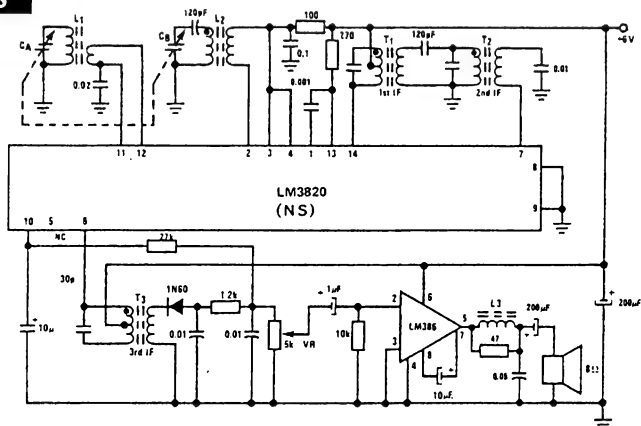 L1
120pF
L2
100
CA
CB
0.1
270
T1
120pF
T2
+6V
0.02
0.001
1st IF
2nd IF
0.01
11
12
2
3
4
1
13
14
7
LM3820
(NS)
8
9
10
5
6
NC
27k
30p
T3
1N60
1.2k
1µF
10µ
3rd IF
0.01
0.01
5k
VR
10k
2
6
LM386
3
4
8
5
7
10µF
L3
47
0.05
200µF
8Ω
200µF